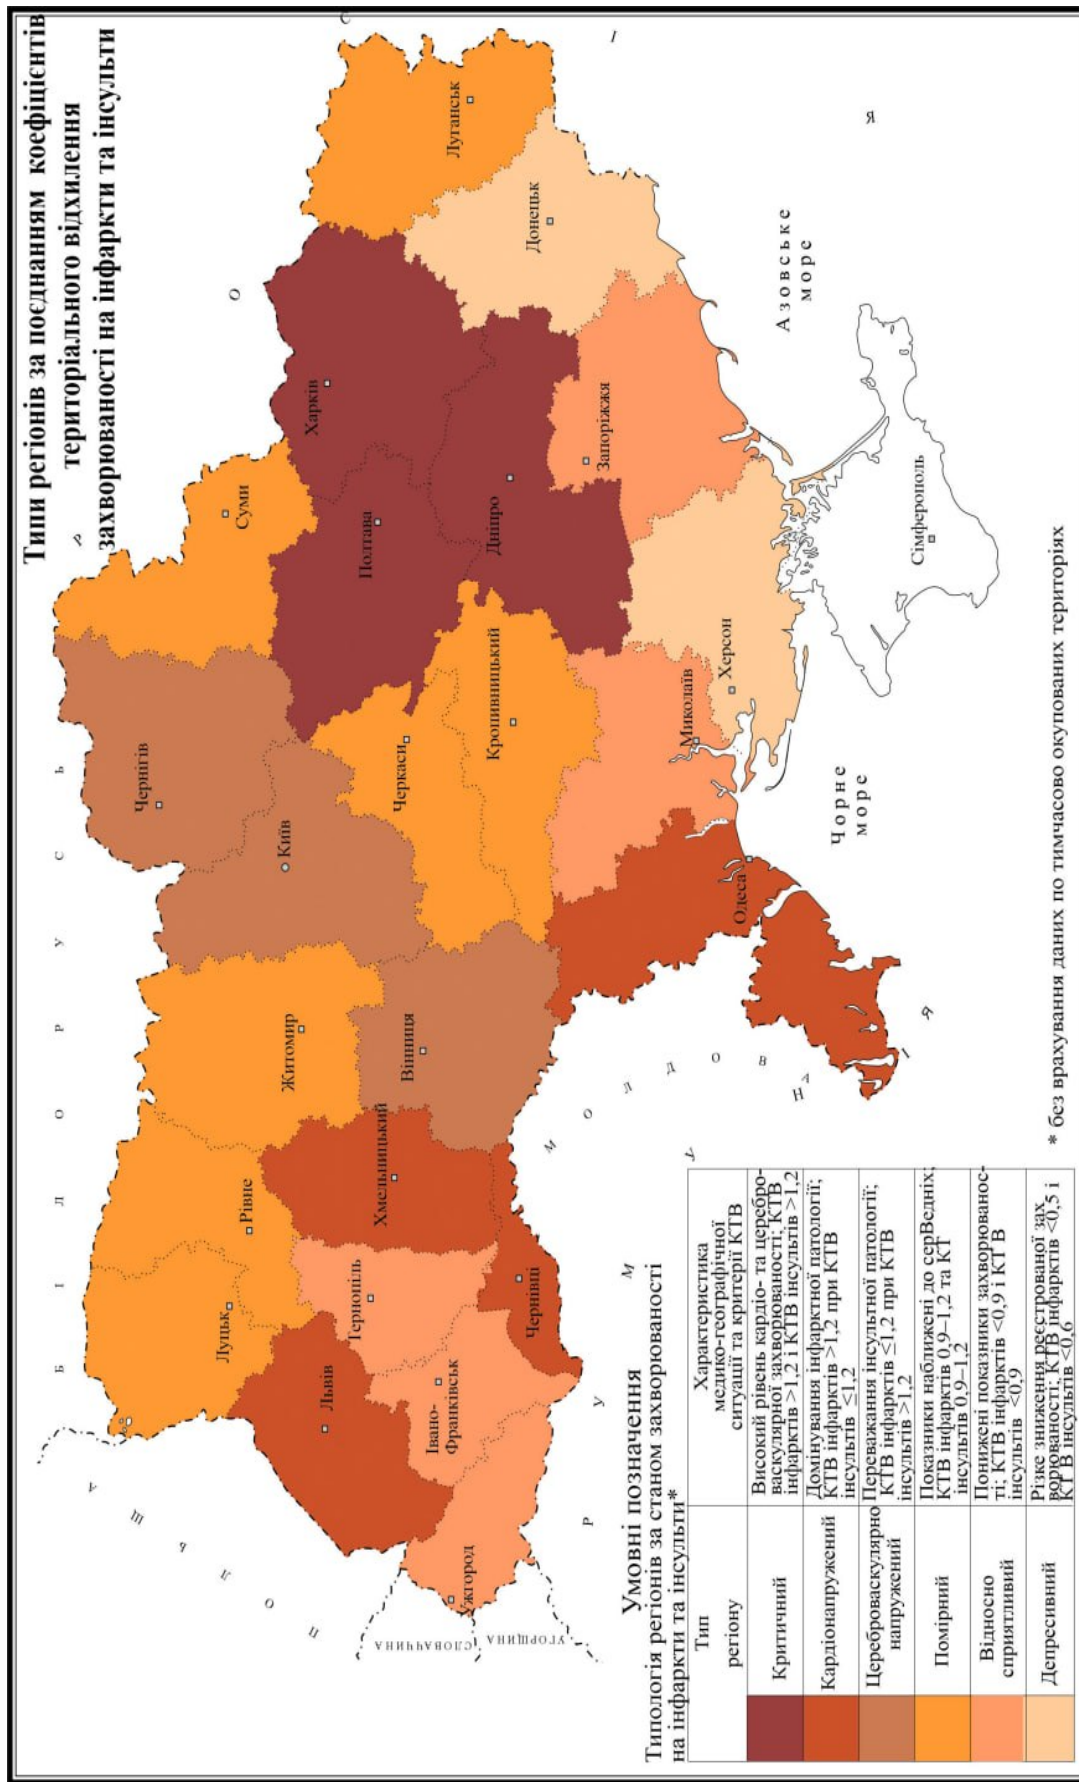 Типи регіонів за поєднанням коефіцієнтів
територіального відхилення
захворюваності на інфаркти та інсульти
Б І Л О Р У С Ь
Р О С І Я
П О Л Ь Щ А
СЛОВАЧЧИНА
УГОРЩИНА
Р У М У Н І Я
М О Л Д О В А
Луцьк
Рівне
Житомир
Київ
Чернігів
Суми
Харків
Луганськ
Львів
Тернопіль
Хмельницький
Вінниця
Черкаси
Полтава
Ужгород
Івано-
Франківськ
Чернівці
Кропивницький
Дніпро
Донецьк
Запоріжжя
Одеса
Миколаїв
Херсон
Сімферополь
Чорне
море
Азовське
море
Умовні позначення
Типологія регіонів за станом захворюваності
на інфаркти та інсульти*
Тип
регіону
Характеристика
медико-географічної
ситуації та критерії КТВ
Критичний
Високий рівень кардіо- та церебро-
васкулярної захворюваності; КТВ
інфарктів >1,2 і КТВ інсультів >1,2
Кардіонапружений
Домінування інфарктної патології;
КТВ інфарктів >1,2 при КТВ
інсультів ≤1,2
Цереброваскулярно
напружений
Переважання інсультної патології;
КТВ інфарктів ≤1,2 при КТВ
інсультів >1,2
Помірний
Показники наближені до серВедніх;
КТВ інфарктів 0,9–1,2 та КТ
інсультів 0,9–1,2
Відносно
сприятливий
Понижені показники захворюванос-
ті; КТВ інфарктів <0,9 і КТ В
інсультів <0,9
Депресивний
Різке зниження реєстрованої зах
ворюваності; КТВ інфарктів <0,5 і
КТВ інсультів <0,6
* без врахування даних по тимчасово окупованих територіях